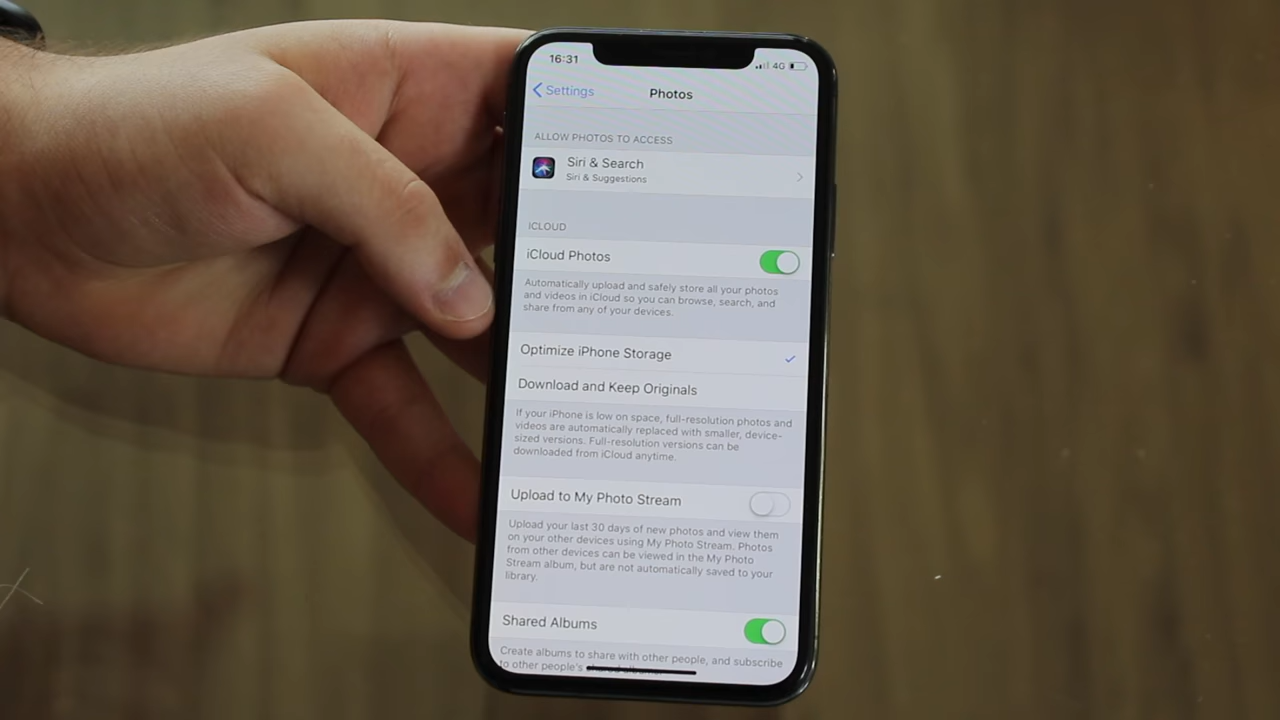 16:31
4G
Settings
Photos
ALLOW PHOTOS TO ACCESS
Siri & Search
Siri & Suggestions
ICLOUD
iCloud Photos
Automatically upload and safely store all your photos
and videos in iCloud so you can browse, search, and
share from any of your devices.
Optimize iPhone Storage
Download and Keep Originals
If your iPhone is low on space, full-resolution photos and
videos are automatically replaced with smaller, device-
sized versions. Full-resolution versions can be
downloaded from iCloud anytime.
Upload to My Photo Stream
Upload your last 30 days of new photos and view them
on your other devices using My Photo Stream. Photos
from other devices can be viewed in the My Photo
Stream album, but are not automatically saved to your
library.
Shared Albums
Create albums to share with other people, and subscribe
to other people's shared albums.